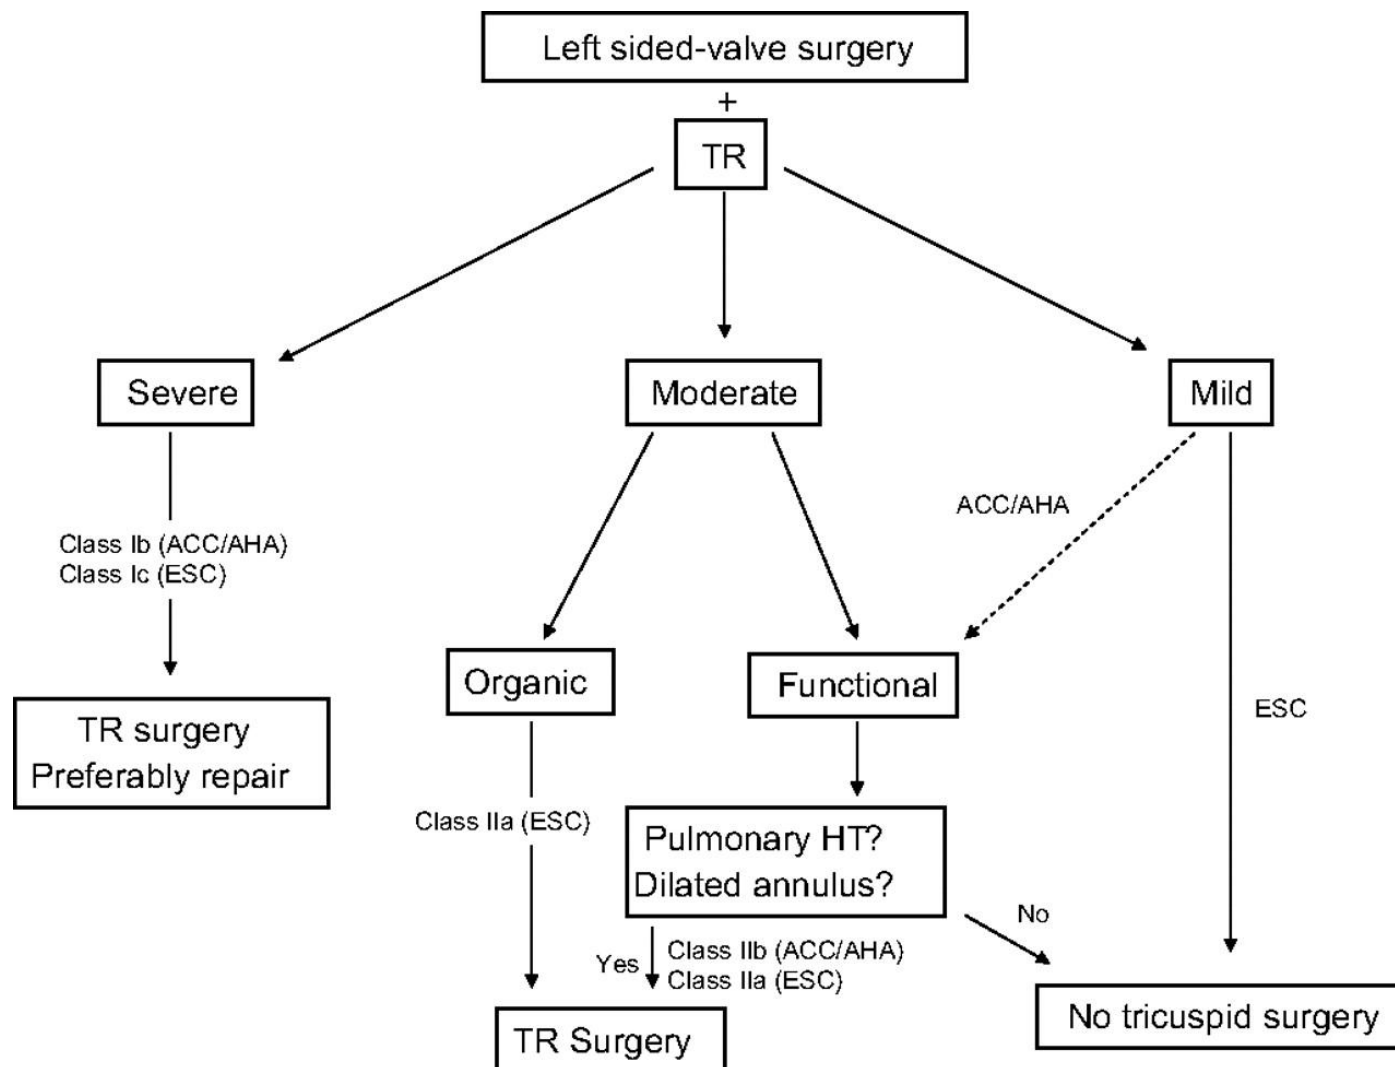 Left sided-valve surgery
+
TR
Severe
Moderate
Mild
ACC/AHA
Class Ib (ACC/AHA)
Class Ic (ESC)
Organic
Functional
ESC
TR surgery
Preferably repair
Class IIa (ESC)
Pulmonary HT?
Dilated annulus?
No
Yes
Class IIb (ACC/AHA)
Class IIa (ESC)
No tricuspid surgery
TR Surgery